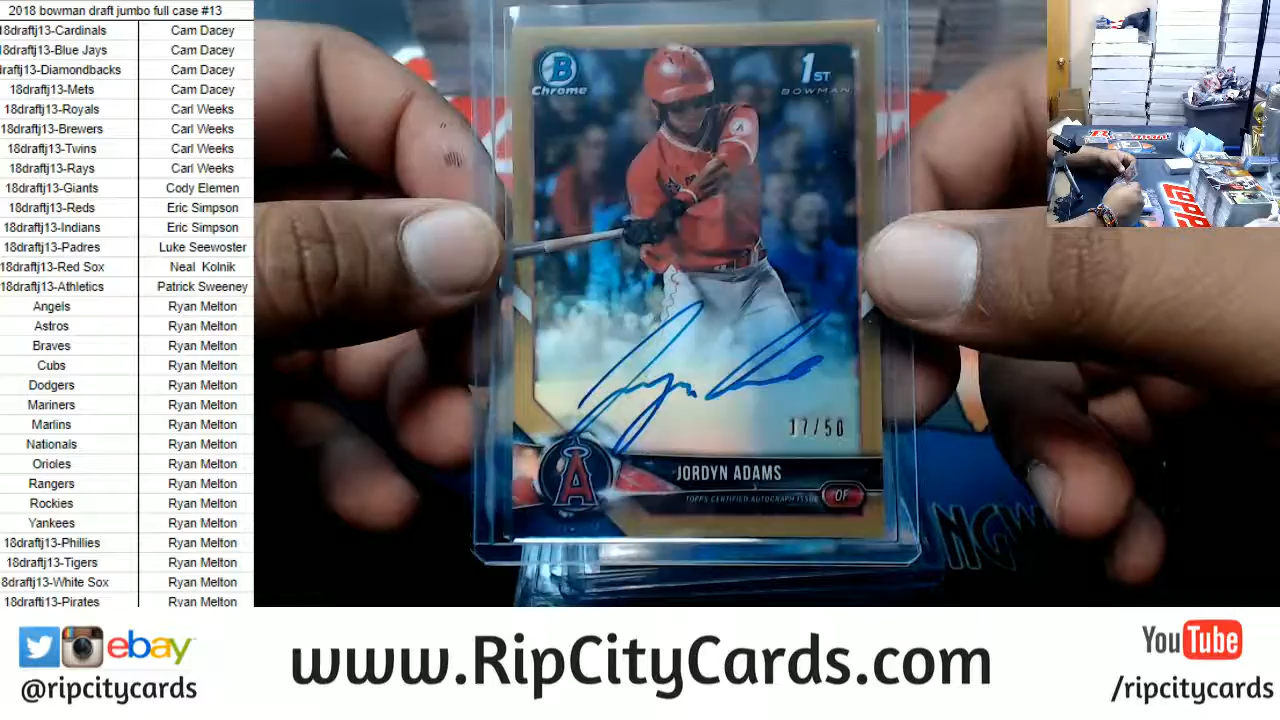 2018 bowman draft jumbo full case #13
18draftj13-Cardinals Cam Dacey
18draftj13-Blue Jays Cam Dacey
draftj13-Diamondbacks Cam Dacey
18draftj13-Mets Cam Dacey
18draftj13-Royals Carl Weeks
18draftj13-Brewers Carl Weeks
18draftj13-Twins Carl Weeks
18draftj13-Rays Carl Weeks
18draftj13-Giants Cody Elemen
18draftj13-Reds Eric Simpson
18draftj13-Indians Eric Simpson
18draftj13-Padres Luke Seewoster
18draftj13-Red Sox Neal Kolnik
18draftj13-Athletics Patrick Sweeney
Angels Ryan Melton
Astros Ryan Melton
Braves Ryan Melton
Cubs Ryan Melton
Dodgers Ryan Melton
Mariners Ryan Melton
Marlins Ryan Melton
Nationals Ryan Melton
Orioles Ryan Melton
Rangers Ryan Melton
Rockies Ryan Melton
Yankees Ryan Melton
18draftj13-Phillies Ryan Melton
18draftj13-Tigers Ryan Melton
8draftj13-White Sox Ryan Melton
18draftj13-Pirates Ryan Melton
B
Chrome
1ST
BOWMAN
A
17/50
A
JORDYN ADAMS
TOPPS CERTIFIED AUTOGRAPH ISSUE
OF
NGW
TOPPS
ebay
@ripcitycards
www.RipCityCards.com
YouTube
/ripcitycards